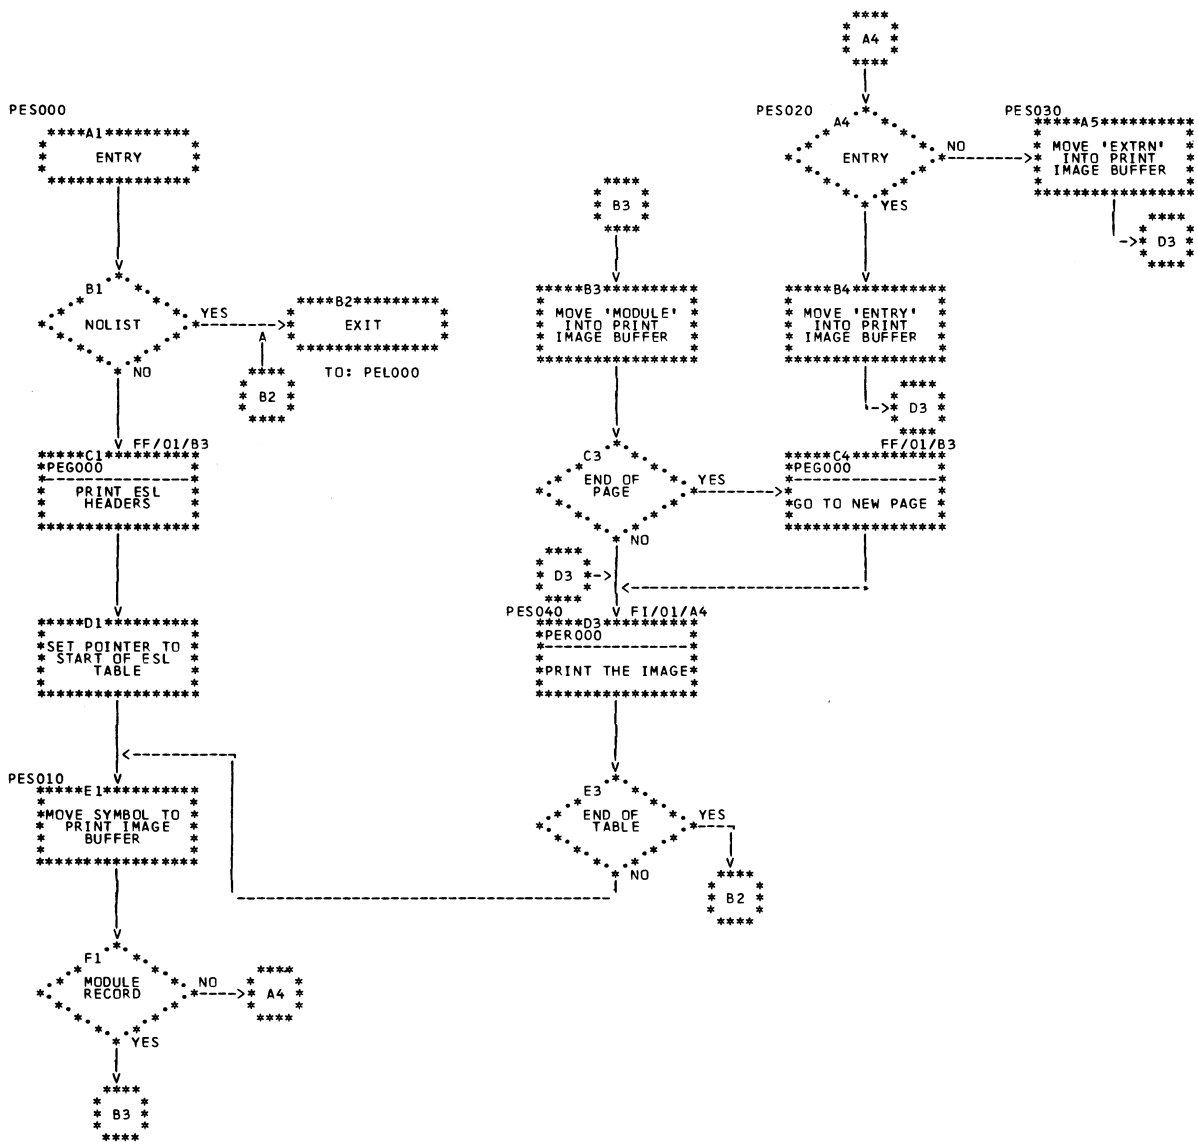 PES000
A1
ENTRY
B1
NOLIST
YES
NO
B2
EXIT
A
TO: PEL000
B2
FF/01/B3
C1
PEG000
PRINT ESL
HEADERS
D1
SET POINTER TO
START OF ESL
TABLE
PES010
E1
MOVE SYMBOL TO
PRINT IMAGE
BUFFER
F1
MODULE
RECORD
NO
A4
YES
B3
B3
B3
MOVE 'MODULE'
INTO PRINT
IMAGE BUFFER
C3
END OF
PAGE
YES
NO
D3
PES040
FI/01/A4
D3
PER000
PRINT THE IMAGE
E3
END OF
TABLE
YES
NO
B2
A4
PES020
A4
ENTRY
NO
YES
PES030
A5
MOVE 'EXTRN'
INTO PRINT
IMAGE BUFFER
D3
B4
MOVE 'ENTRY'
INTO PRINT
IMAGE BUFFER
D3
FF/01/B3
C4
PEG000
GO TO NEW PAGE